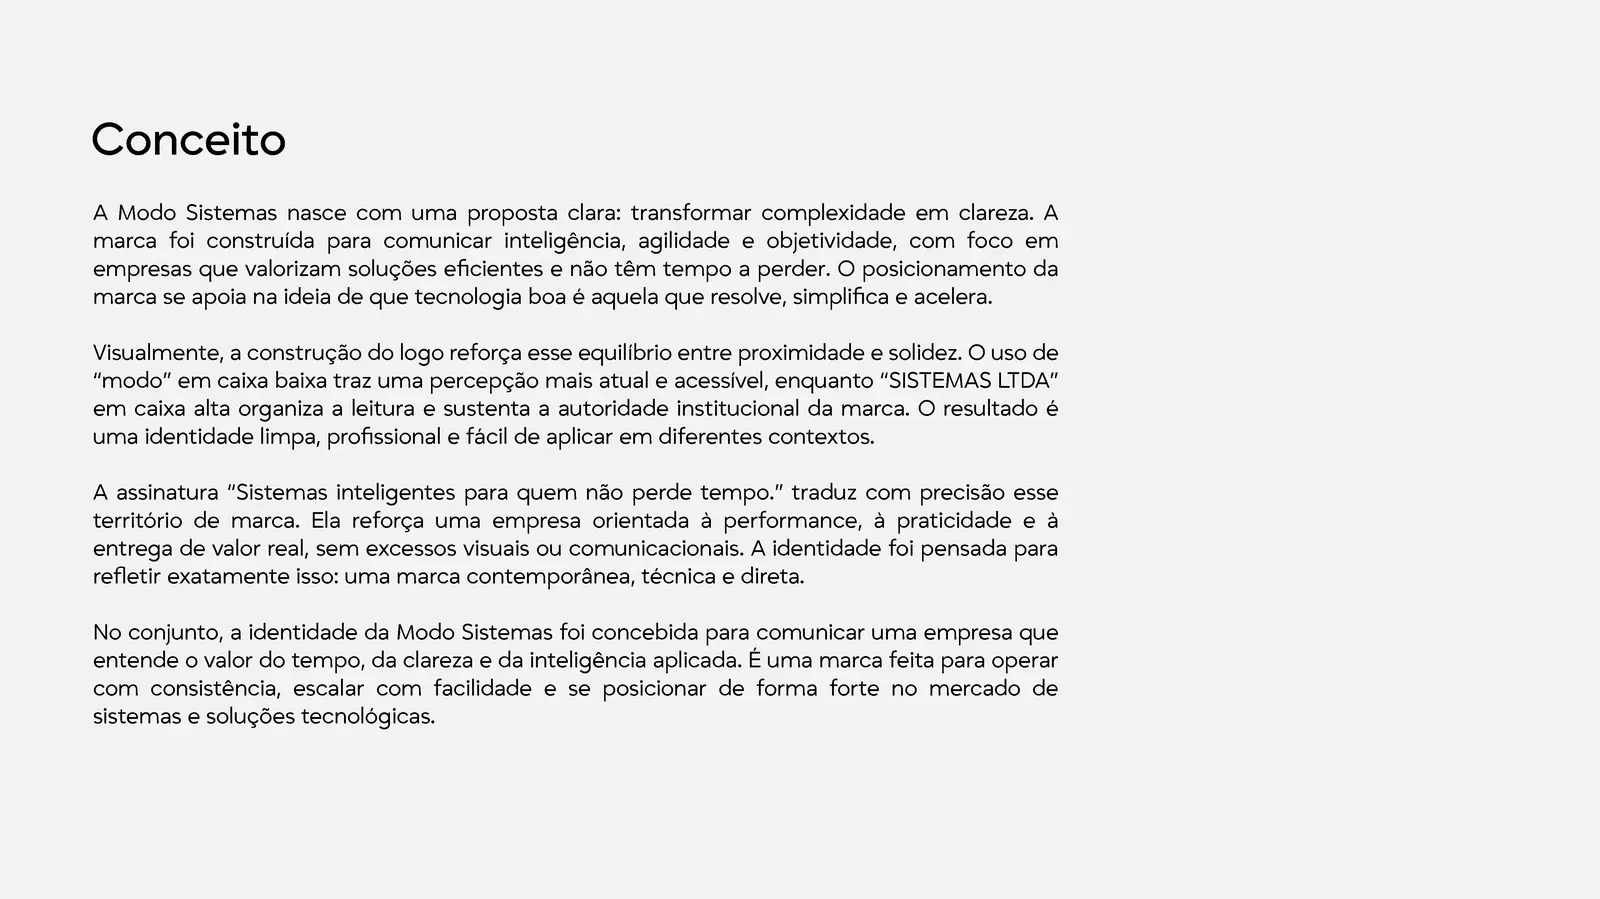 Conceito
A Modo Sistemas nasce com uma proposta clara: transformar complexidade em clareza. A
marca foi construída para comunicar inteligência, agilidade e objetividade, com foco em
empresas que valorizam soluções eficientes e não têm tempo a perder. O posicionamento da
marca se apoia na ideia de que tecnologia boa é aquela que resolve, simplifica e acelera.
Visualmente, a construção do logo reforça esse equilíbrio entre proximidade e solidez. O uso de
“modo” em caixa baixa traz uma percepção mais atual e acessível, enquanto “SISTEMAS LTDA”
em caixa alta organiza a leitura e sustenta a autoridade institucional da marca. O resultado é
uma identidade limpa, profissional e fácil de aplicar em diferentes contextos.
A assinatura “Sistemas inteligentes para quem não perde tempo.” traduz com precisão esse
território de marca. Ela reforça uma empresa orientada à performance, à praticidade e à
entrega de valor real, sem excessos visuais ou comunicacionais. A identidade foi pensada para
refletir exatamente isso: uma marca contemporânea, técnica e direta.
No conjunto, a identidade da Modo Sistemas foi concebida para comunicar uma empresa que
entende o valor do tempo, da clareza e da inteligência aplicada. É uma marca feita para operar
com consistência, escalar com facilidade e se posicionar de forma forte no mercado de
sistemas e soluções tecnológicas.